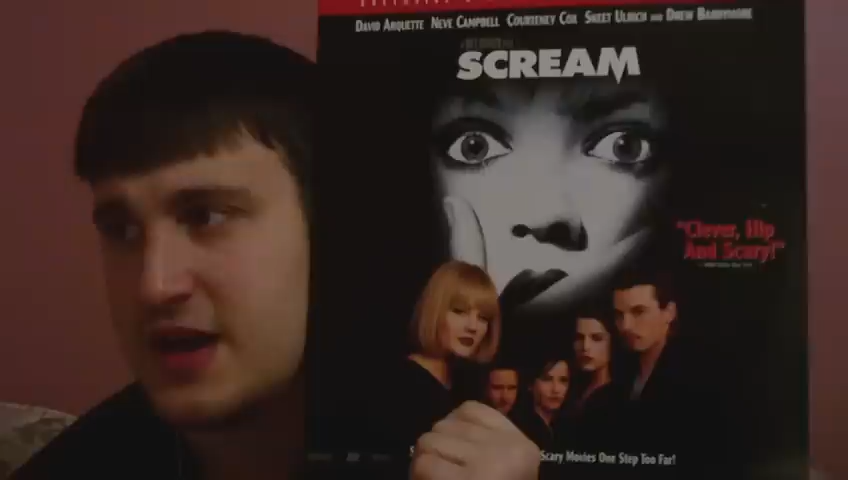 DAVID ARQUETTE NEVE CAMPBELL COURTENEY COX SKEET ULRICH AND DREW BARRYMORE
SCREAM
"Clever, Hip
And Scary!"
Scary Movies One Step Too Far!